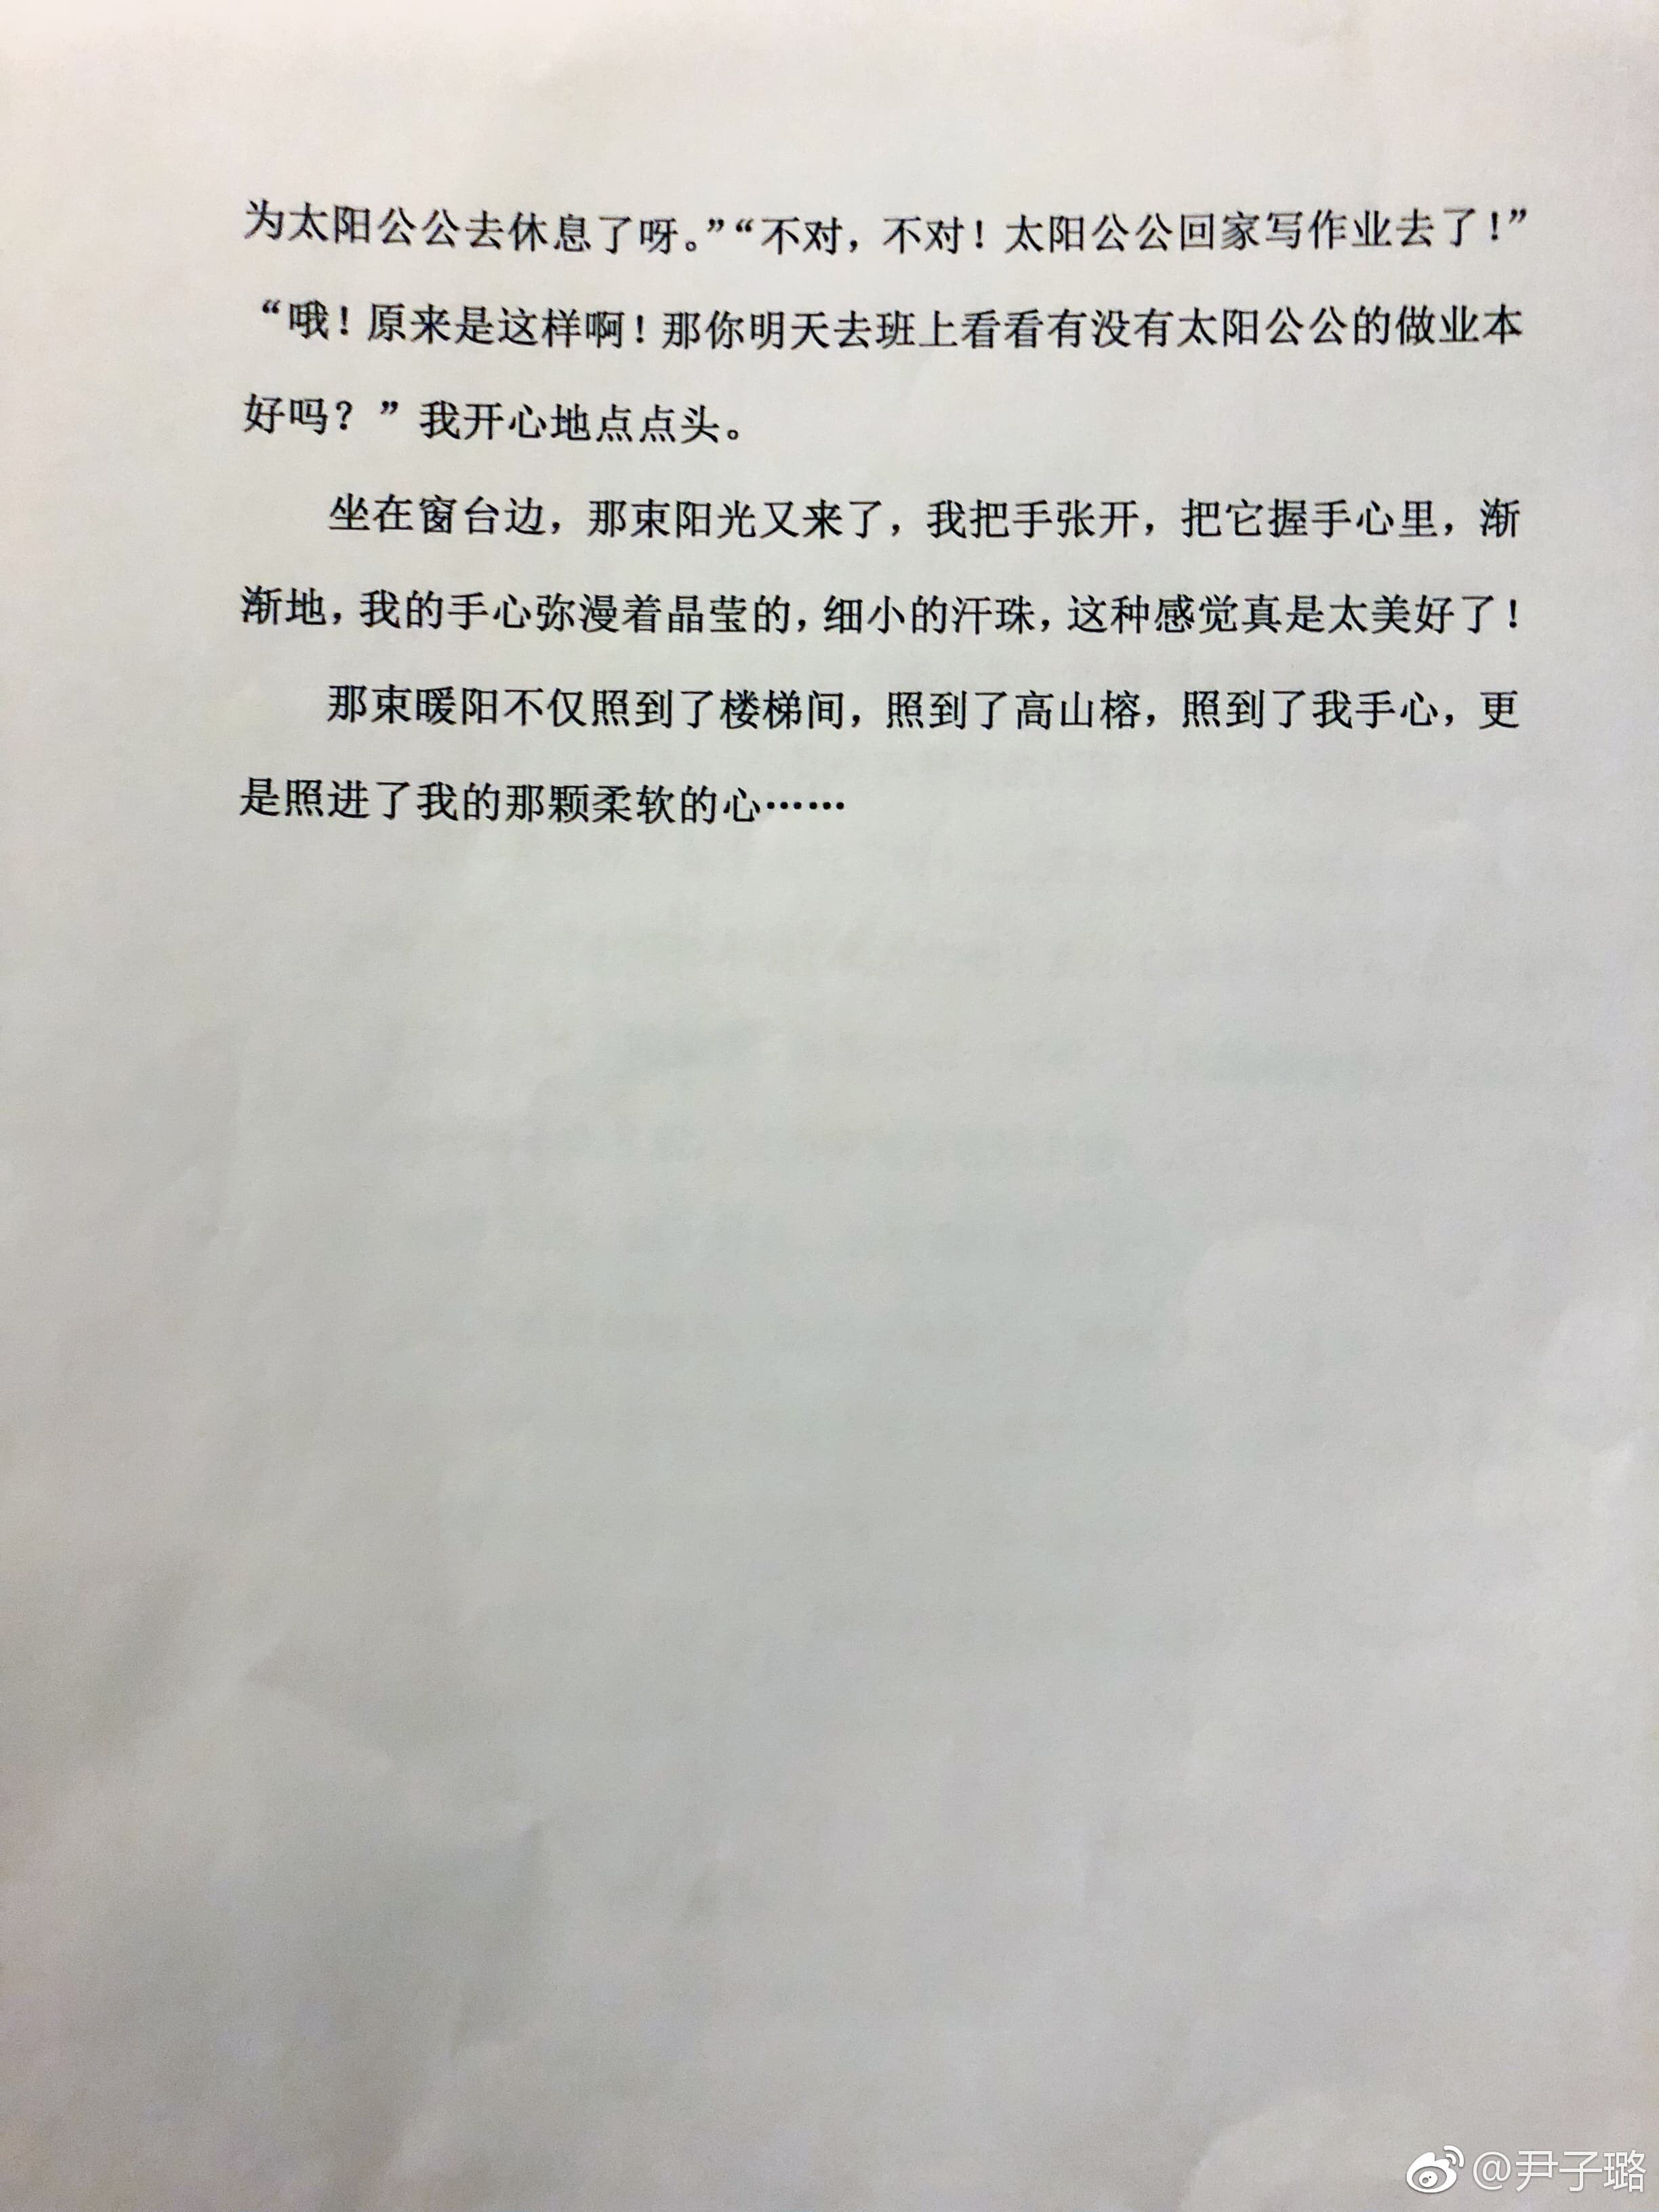 为太阳公公去休息了呀。”“不对，不对！太阳公公回家写作业去了！”
“哦！原来是这样啊！那你明天去班上看看有没有太阳公公的做业本
好吗？”我开心地点点头。
坐在窗台边，那束阳光又来了，我把手张开，把它握手心里，渐
渐地，我的手心弥漫着晶莹的，细小的汗珠，这种感觉真是太美好了！
那束暖阳不仅照到了楼梯间，照到了高山榕，照到了我手心，更
是照进了我的那颗柔软的心……
@尹子璐